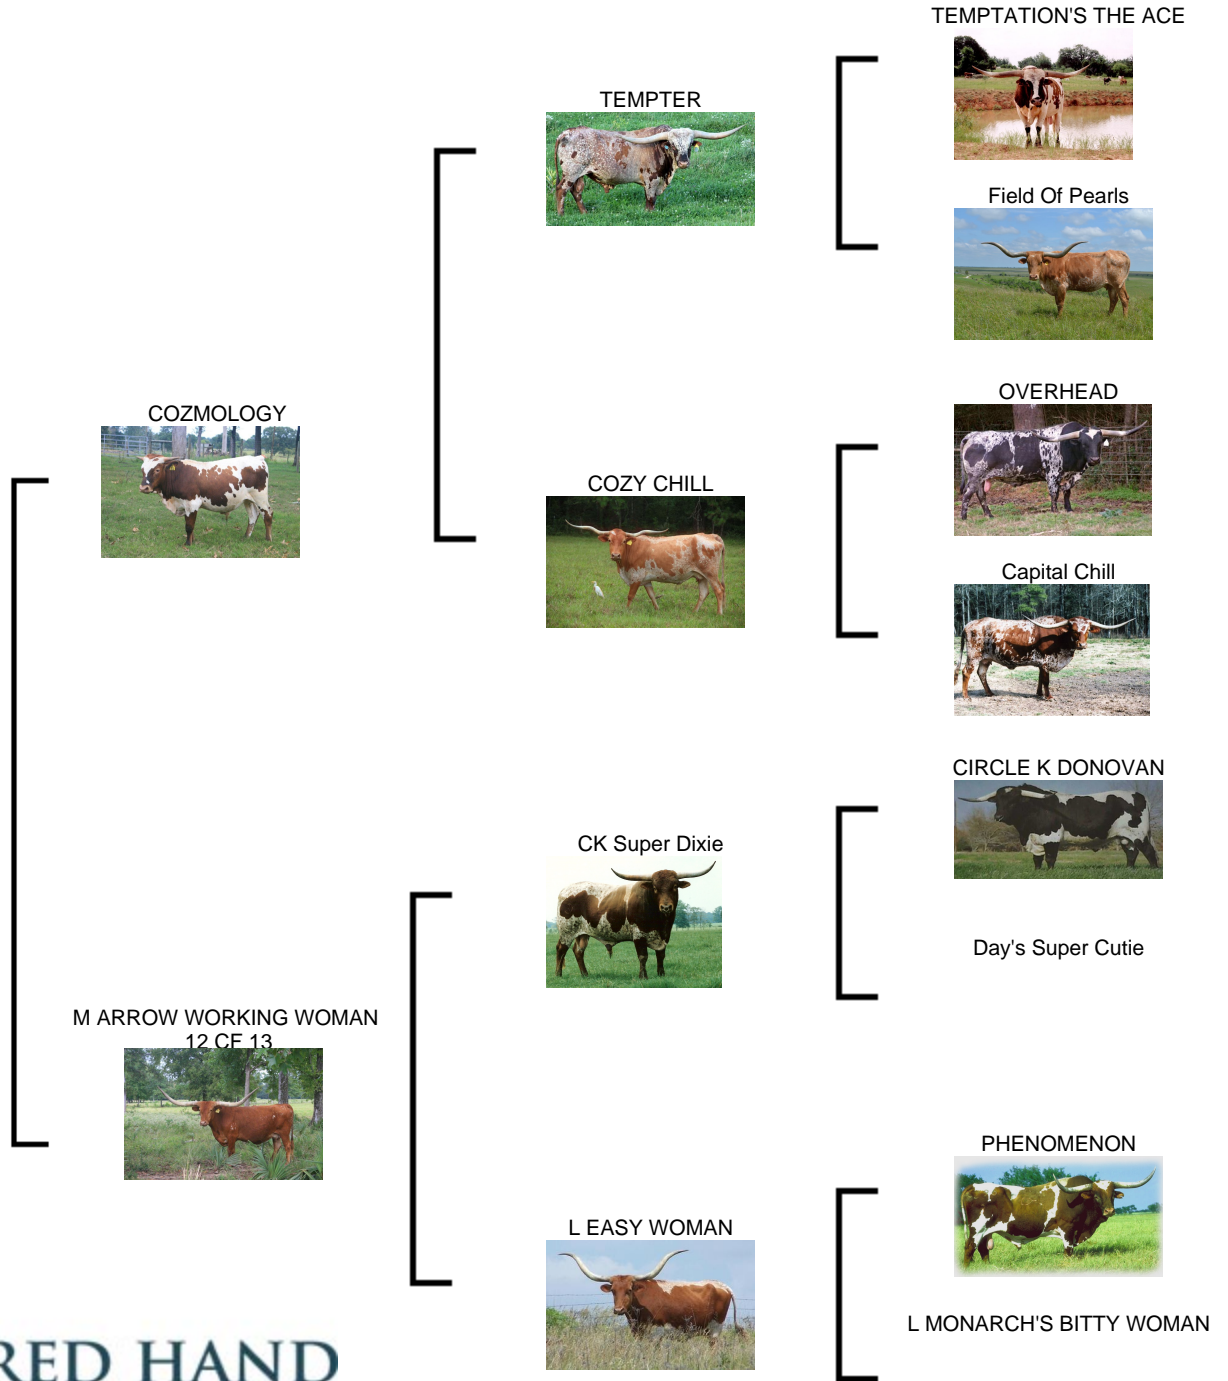 TEMPTATION'S THE ACE
TEMPTER
Field Of Pearls
COZMOLOGY
OVERHEAD
COZY CHILL
Capital Chill
CIRCLE K DONOVAN
CK Super Dixie
Day's Super Cutie
M ARROW WORKING WOMAN
12 CF 13
PHENOMENON
L EASY WOMAN
L MONARCH'S BITTY WOMAN
RED HAND